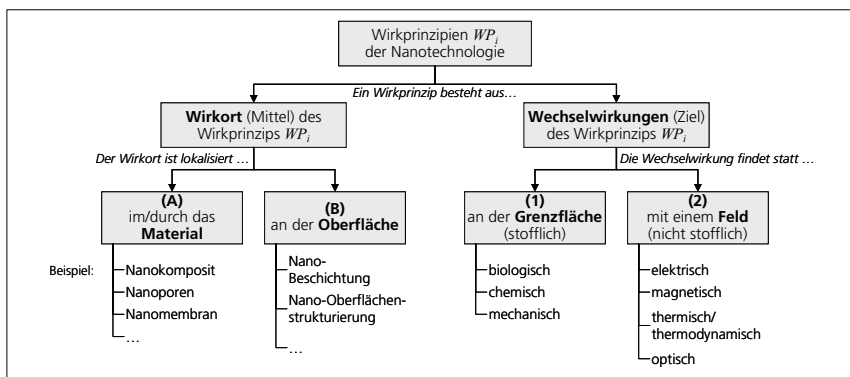 Wirkprinzipien WP_i
der Nanotechnologie
Ein Wirkprinzip besteht aus…
Wirkort (Mittel) des
Wirkprinzips WP_i
Wechselwirkungen (Ziel)
des Wirkprinzips WP_i
Der Wirkort ist lokalisiert …
Die Wechselwirkung findet statt …
(A)
im/durch das
Material
(B)
an der Oberfläche
(1)
an der Grenzfläche
(stofflich)
(2)
mit einem Feld
(nicht stofflich)
Beispiel:
Nanokomposit
Nanoporen
Nanomembran
…
Nano-
Beschichtung
Nano-Oberflächen-
strukturierung
…
biologisch
chemisch
mechanisch
elektrisch
magnetisch
thermisch/
thermodynamisch
optisch